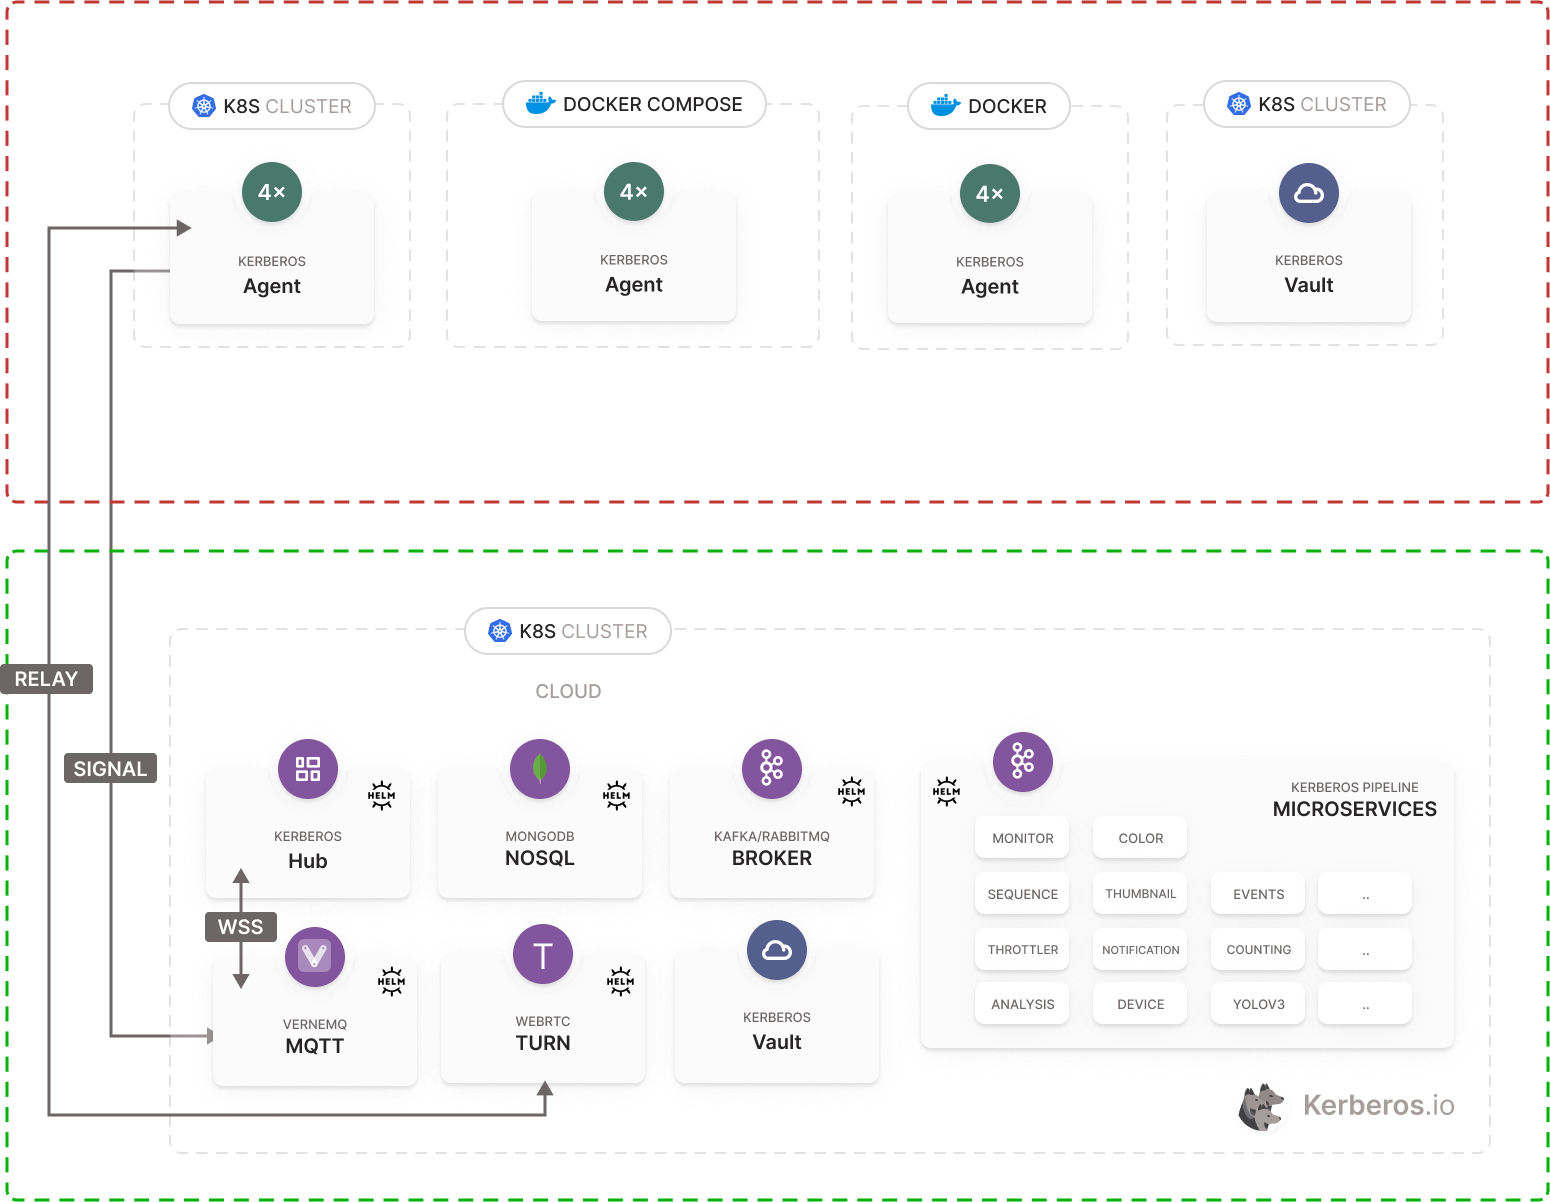 K8S CLUSTER
DOCKER COMPOSE
DOCKER
K8S CLUSTER
4×
KERBEROS
Agent
4×
KERBEROS
Agent
4×
KERBEROS
Agent
KERBEROS
Vault
K8S CLUSTER
CLOUD
RELAY
SIGNAL
HELM
KERBEROS
Hub
HELM
MONGODB
NOSQL
HELM
KAFKA/RABBITMQ
BROKER
WSS
HELM
VERNEMQ
MQTT
T
HELM
WEBRTC
TURN
KERBEROS
Vault
HELM
KERBEROS PIPELINE
MICROSERVICES
MONITOR
COLOR
SEQUENCE
THUMBNAIL
EVENTS
..
THROTTLER
NOTIFICATION
COUNTING
..
ANALYSIS
DEVICE
YOLOV3
..
Kerberos.io